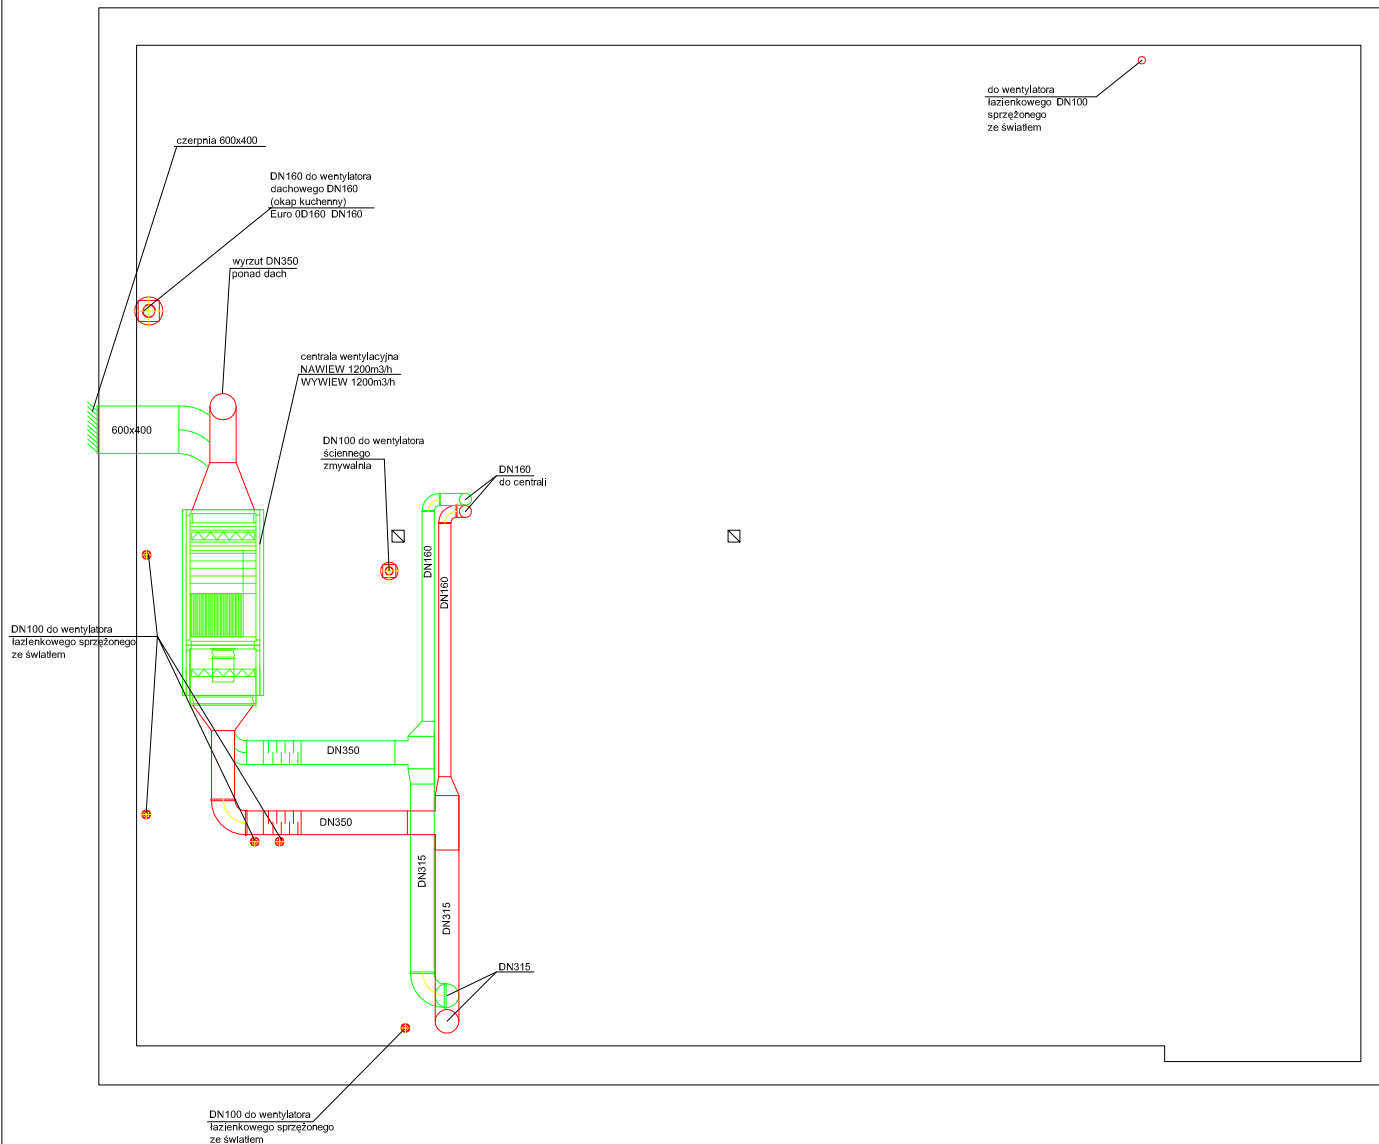 do wentylatora
łazienkowego DN100
sprzężonego
ze światłem
czerpnia 600x400
DN160 do wentylatora
dachowego DN160
(okap kuchenny)
Euro 0D160 DN160
wyrzut DN350
ponad dach
centrala wentylacyjna
NAWIEW 1200m3/h
WYWIEW 1200m3/h
600x400
DN100 do wentylatora
ściennego
zmywalnia
DN160
do centrali
DN160
DN160
DN100 do wentylatora
łazienkowego sprzężonego
ze światłem
DN350
DN350
DN315
DN315
DN315
DN100 do wentylatora
łazienkowego sprzężonego
ze światłem